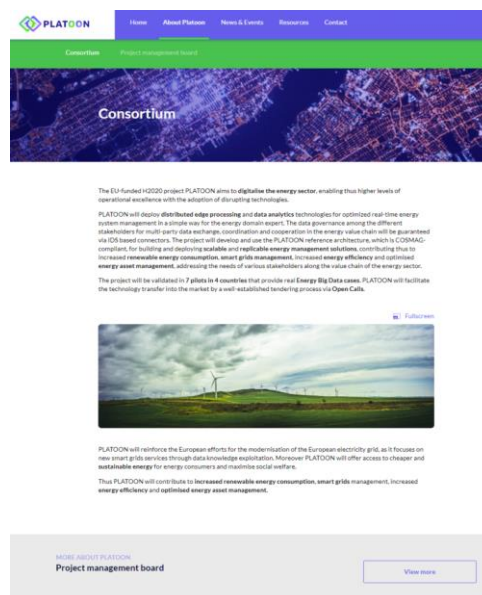 PLATOON
Home About Platoon News & Events Resources Contact
Consortium Project management board
Consortium
The EU-funded H2020 project PLATOON aims to digitalise the energy sector, enabling thus higher levels of
operational excellence with the adoption of disrupting technologies.
PLATOON will deploy distributed edge processing and data analytics technologies for optimized real-time energy
system management in a simple way for the energy domain expert. The data governance among the different
stakeholders for multi-party data exchange, coordination and cooperation in the energy value chain will be guaranteed
via IDS based connectors. The project will develop and use the PLATOON reference architecture, which is COSMAG-
compliant, for building and deploying scalable and replicable energy management solutions, contributing thus to
increased renewable energy consumption, smart grids management, increased energy efficiency and optimised
energy asset management, addressing the needs of various stakeholders along the value chain of the energy sector.
The project will be validated in 7 pilots in 4 countries that provide real Energy Big Data cases. PLATOON will facilitate
the technology transfer into the market by a well-established tendering process via Open Calls.
Fullscreen
PLATOON will reinforce the European efforts for the modernisation of the European electricity grid, as it focuses on
new smart grids services through data knowledge exploitation. Moreover PLATOON will offer access to cheaper and
sustainable energy for energy consumers and maximise social welfare.
Thus PLATOON will contribute to increased renewable energy consumption, smart grids management, increased
energy efficiency and optimised energy asset management.
MORE ABOUT PLATOON
Project management board
View more